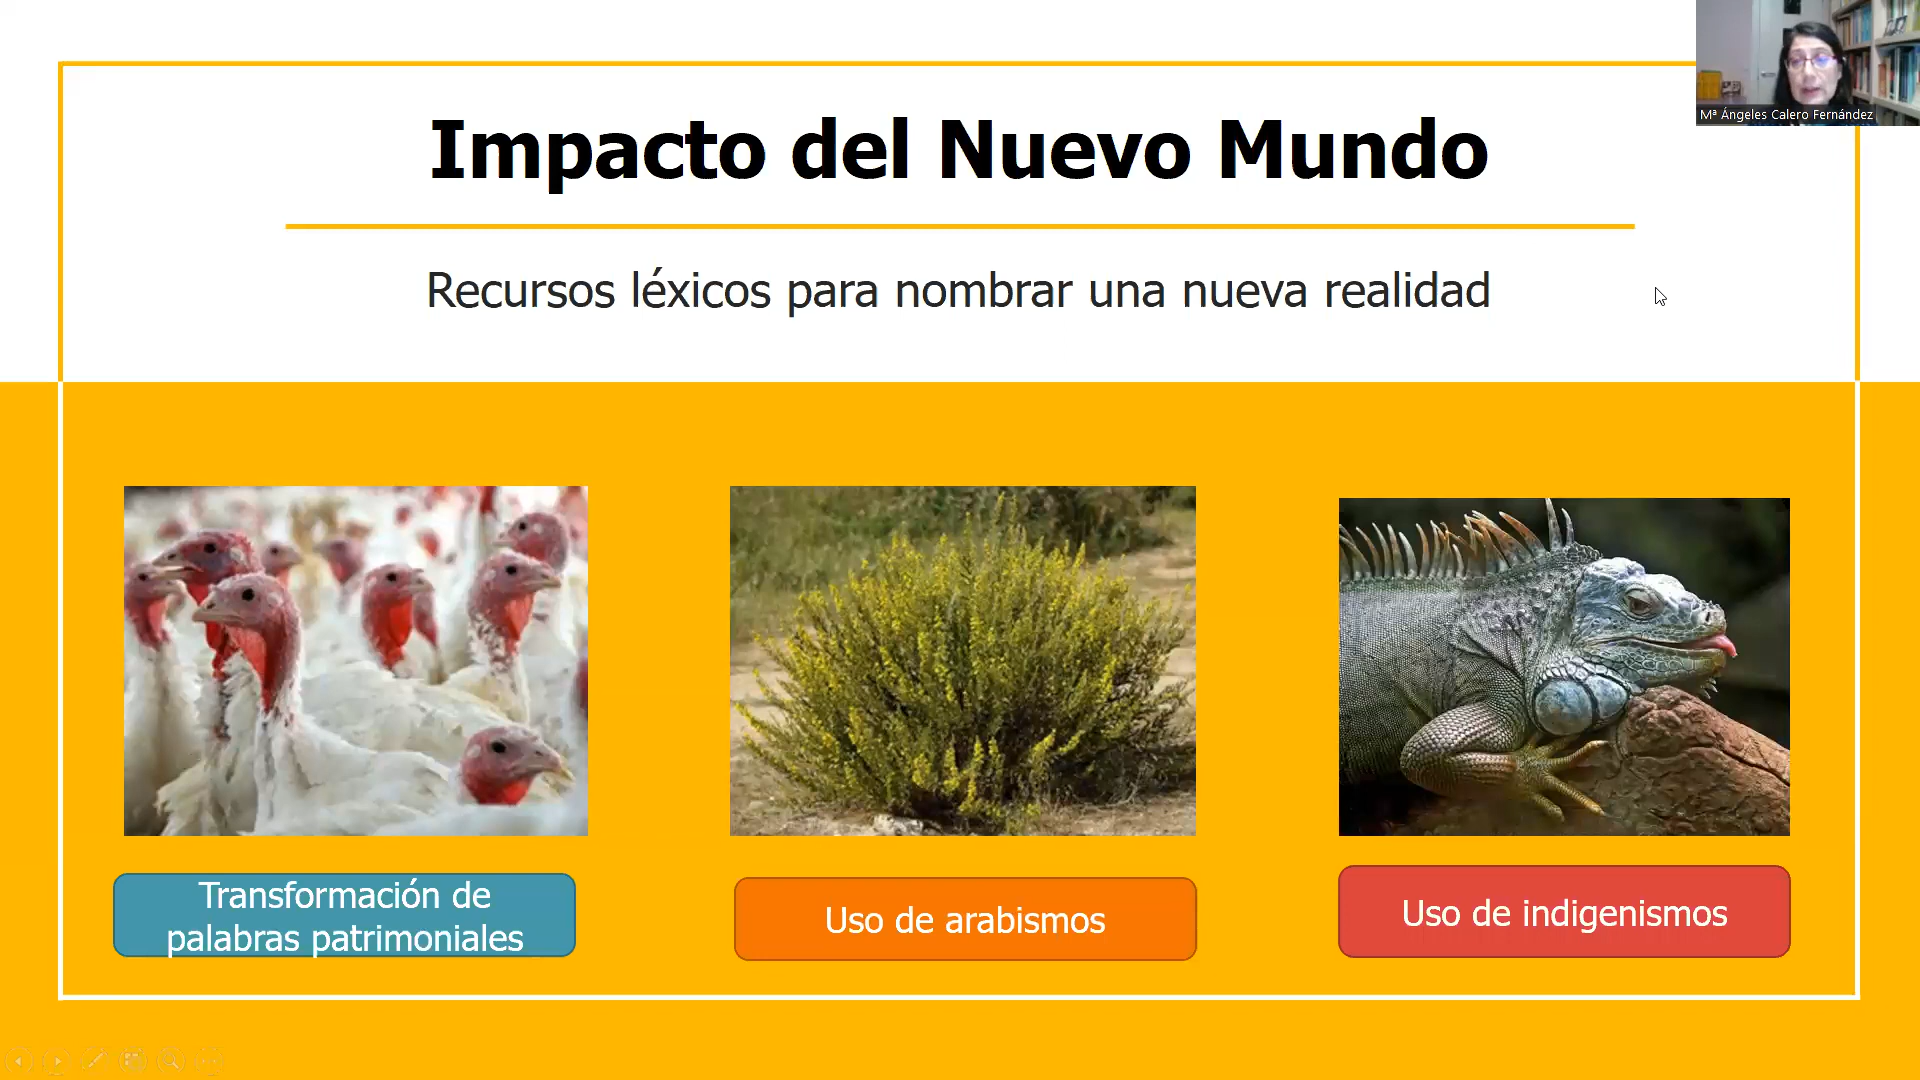 Impacto del Nuevo Mundo
Mª Ángeles Calero Fernández
Recursos léxicos para nombrar una nueva realidad
Transformación de
palabras patrimoniales
Uso de arabismos
Uso de indigenismos